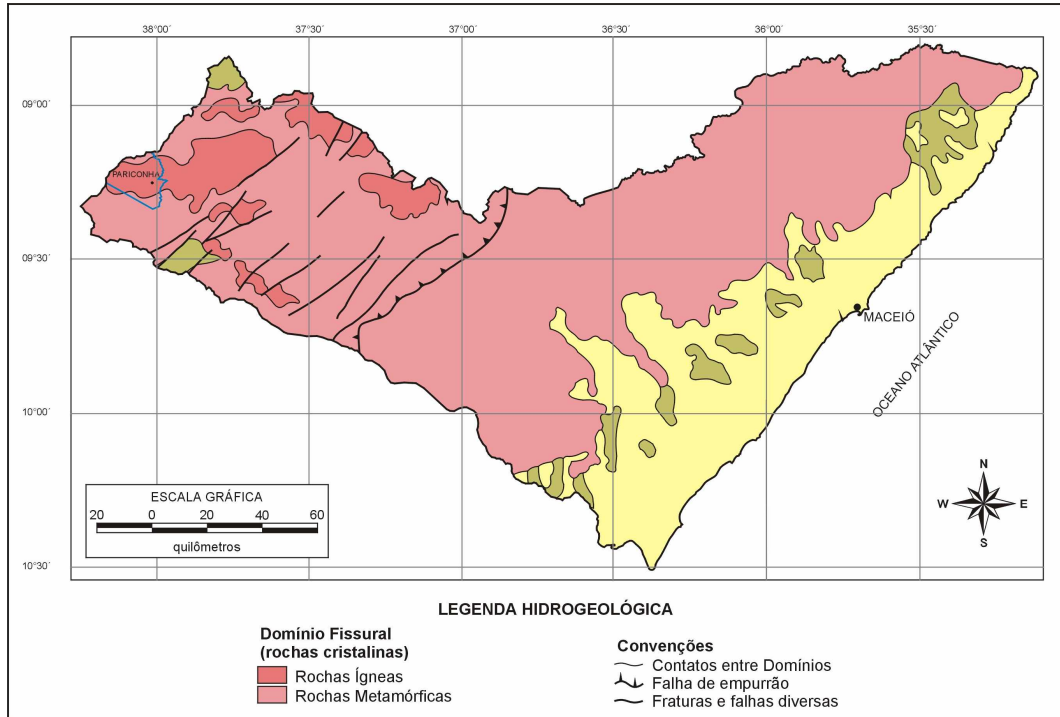 38°00´ 37°30´ 37°00´ 36°30´ 36°00´ 35°30´
09°00´
PARICONHA
09°30´
MACEIÓ
OCEANO ATLÂNTICO
10°00´
ESCALA GRÁFICA
20 0 20 40 60
quilômetros
N
W E
S
10°30´
LEGENDA HIDROGEOLÓGICA
Domínio Fissural
(rochas cristalinas)
Rochas Ígneas
Rochas Metamórficas
Convenções
Contatos entre Domínios
Falha de empurrão
Fraturas e falhas diversas